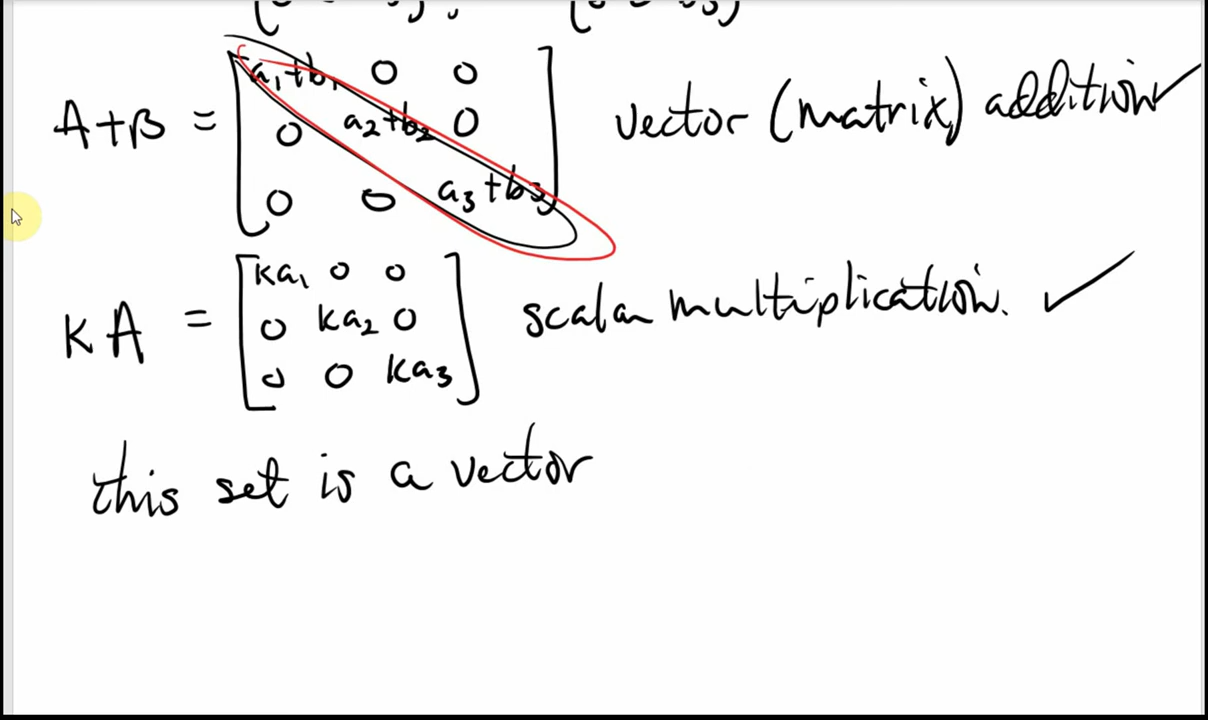 A+B = [a₁+b₁ 0 0 vector (matrix) addition ✓
0 a₂+b₂ 0
0 0 a₃+b₃]
kA = [ka₁ 0 0 scalar multiplication. ✓
0 ka₂ 0
0 0 ka₃]
this set is a vector